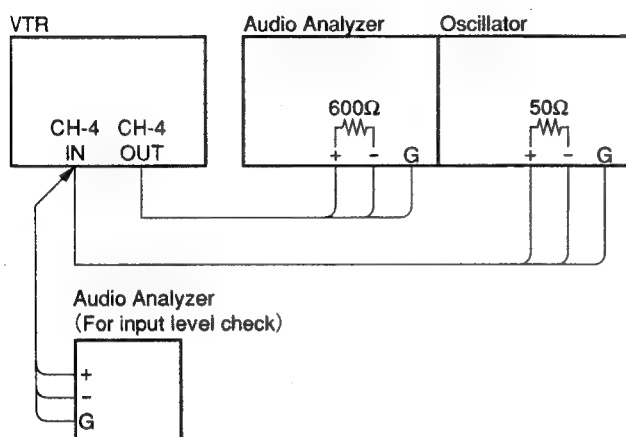 VTR
Audio Analyzer
Oscillator
600Ω
50Ω
CH-4 CH-4
IN OUT
+ − G
+ − G
Audio Analyzer
(For input level check)
+
−
G